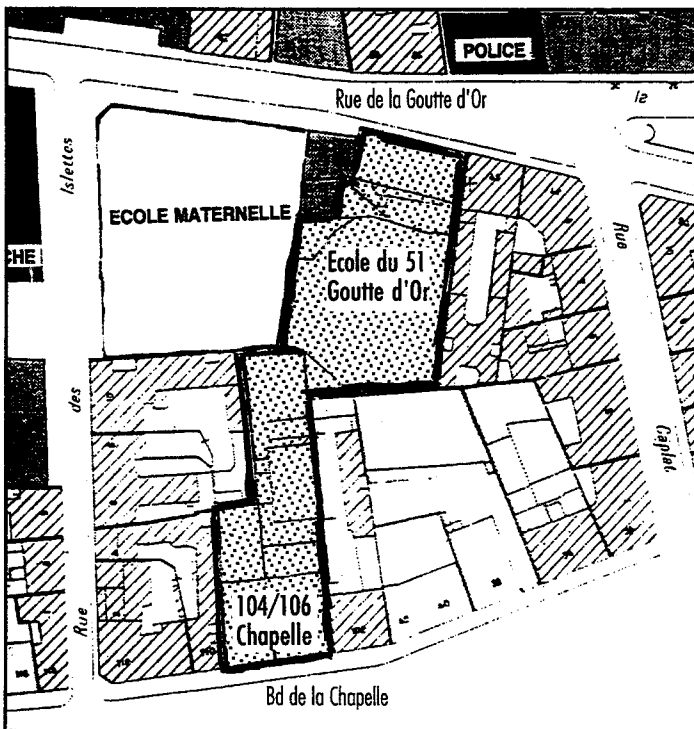 POLICE
Rue de la Goutte d'Or
Islettes
ECOLE MATERNELLE
CHE
Ecole du 51
Goutte d'Or
Rue
des
Caplat
104/106
Chapelle
Rue
Bd de la Chapelle